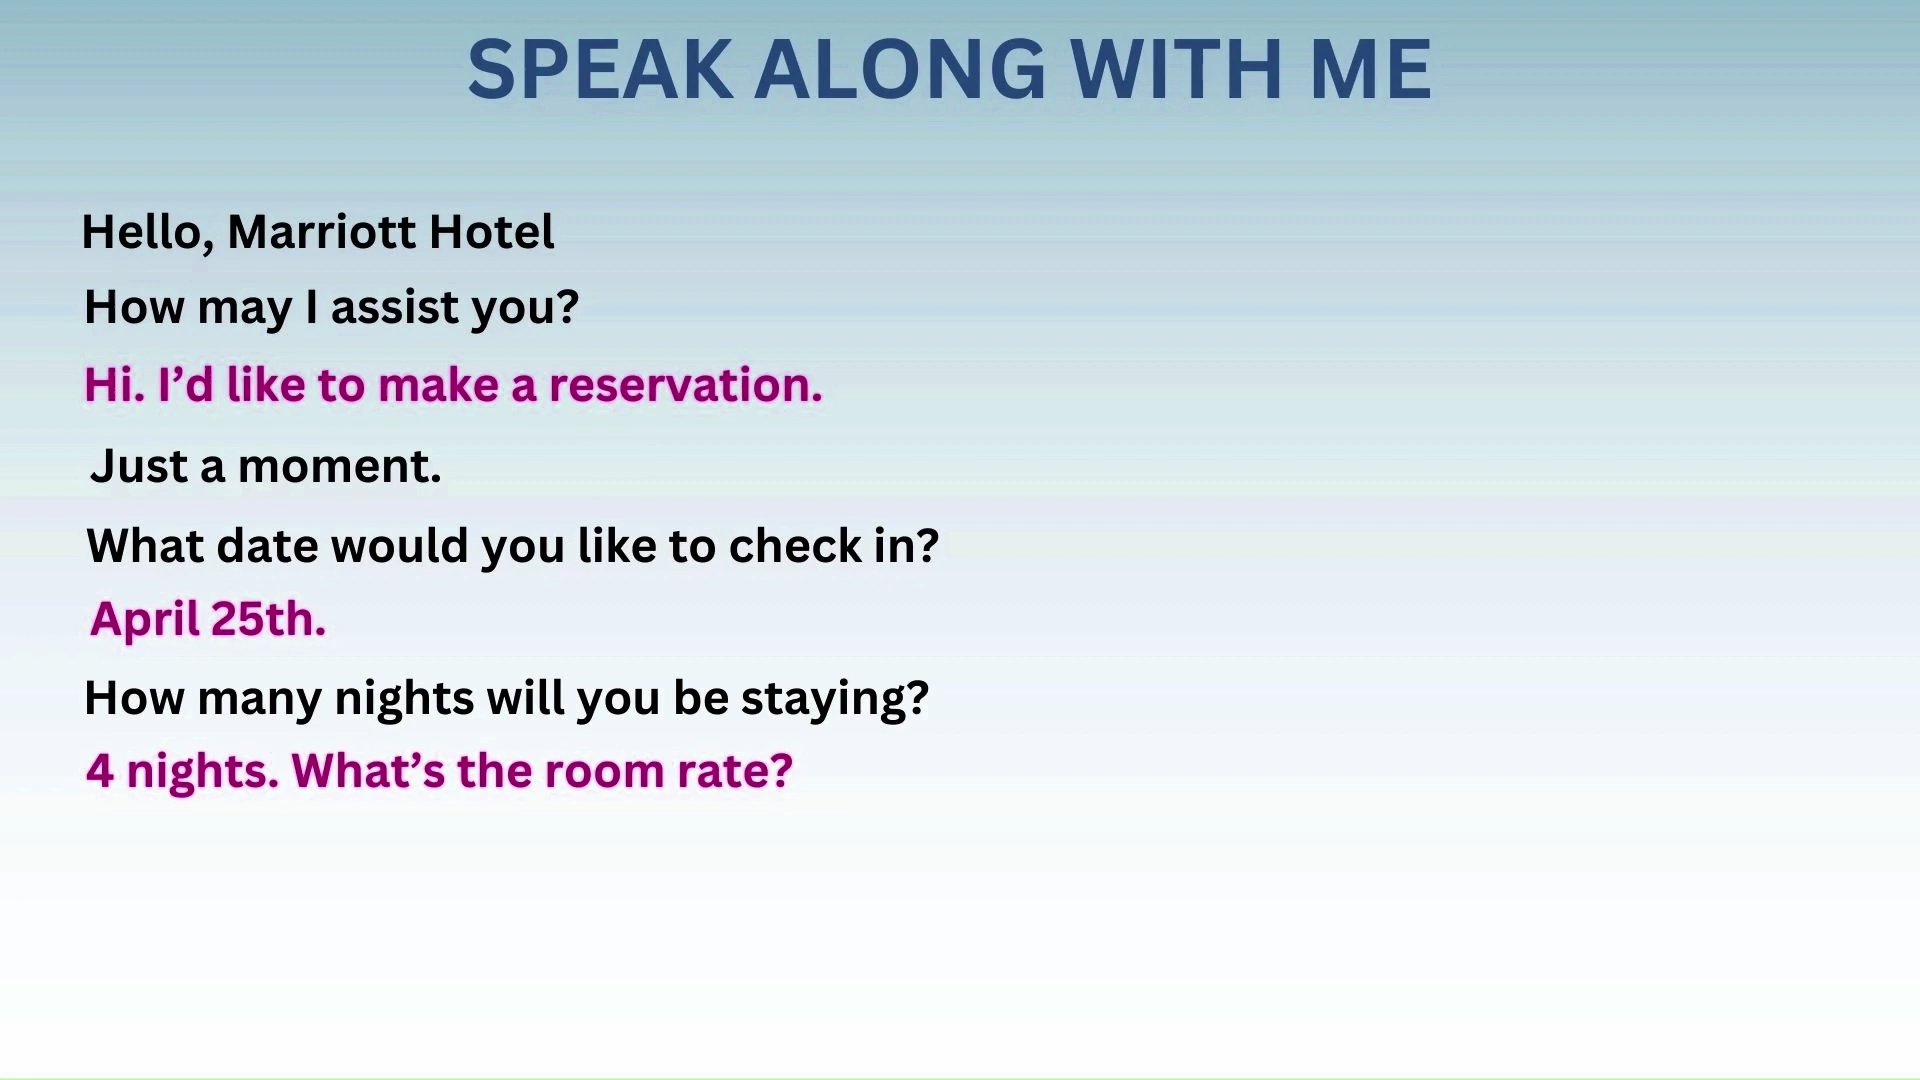 SPEAK ALONG WITH ME
Hello, Marriott Hotel
How may I assist you?
Hi. I’d like to make a reservation.
Just a moment.
What date would you like to check in?
April 25th.
How many nights will you be staying?
4 nights. What’s the room rate?